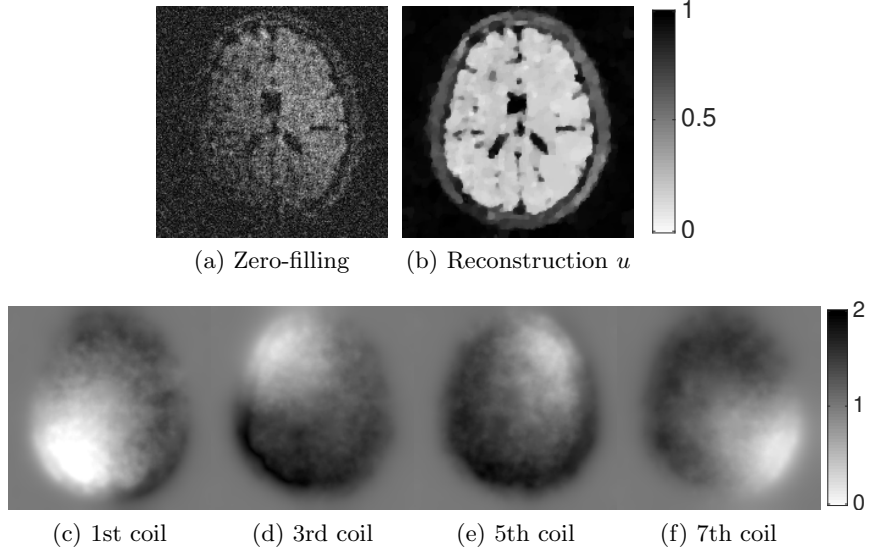 1
0.5
0
(a) Zero-filling
(b) Reconstruction u
2
1
0
(c) 1st coil
(d) 3rd coil
(e) 5th coil
(f) 7th coil